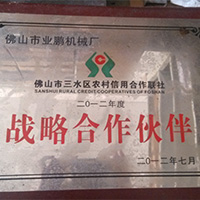 佛山市业鹏机械厂
佛山市三水区农村信用合作联社
SANSHUI RURAL CREDIT COOPERATIVES OF FOSHAN
二○一二年度
战略合作伙伴
二○一二年七月